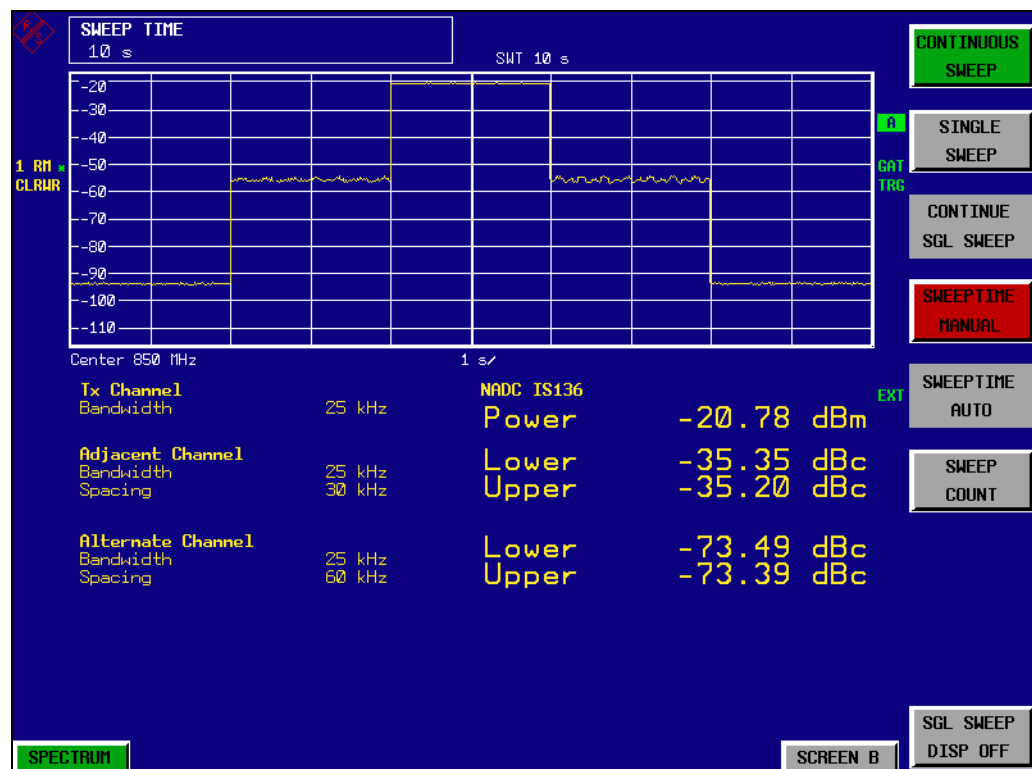 R
S
SWEEP TIME
10 s
SWT 10 s
-20
-30
-40
-50
-60
-70
-80
-90
-100
-110
1 RM *
CLRWR
A
GAT
TRG
EXT
Center 850 MHz 1 s/
Tx Channel NADC IS136
Bandwidth 25 kHz Power -20.78 dBm
Adjacent Channel
Bandwidth 25 kHz Lower -35.35 dBc
Spacing 30 kHz Upper -35.20 dBc
Alternate Channel
Bandwidth 25 kHz Lower -73.49 dBc
Spacing 60 kHz Upper -73.39 dBc
CONTINUOUS
SWEEP
SINGLE
SWEEP
CONTINUE
SGL SWEEP
SWEEPTIME
MANUAL
SWEEPTIME
AUTO
SWEEP
COUNT
SGL SWEEP
DISP OFF
SPECTRUM
SCREEN B